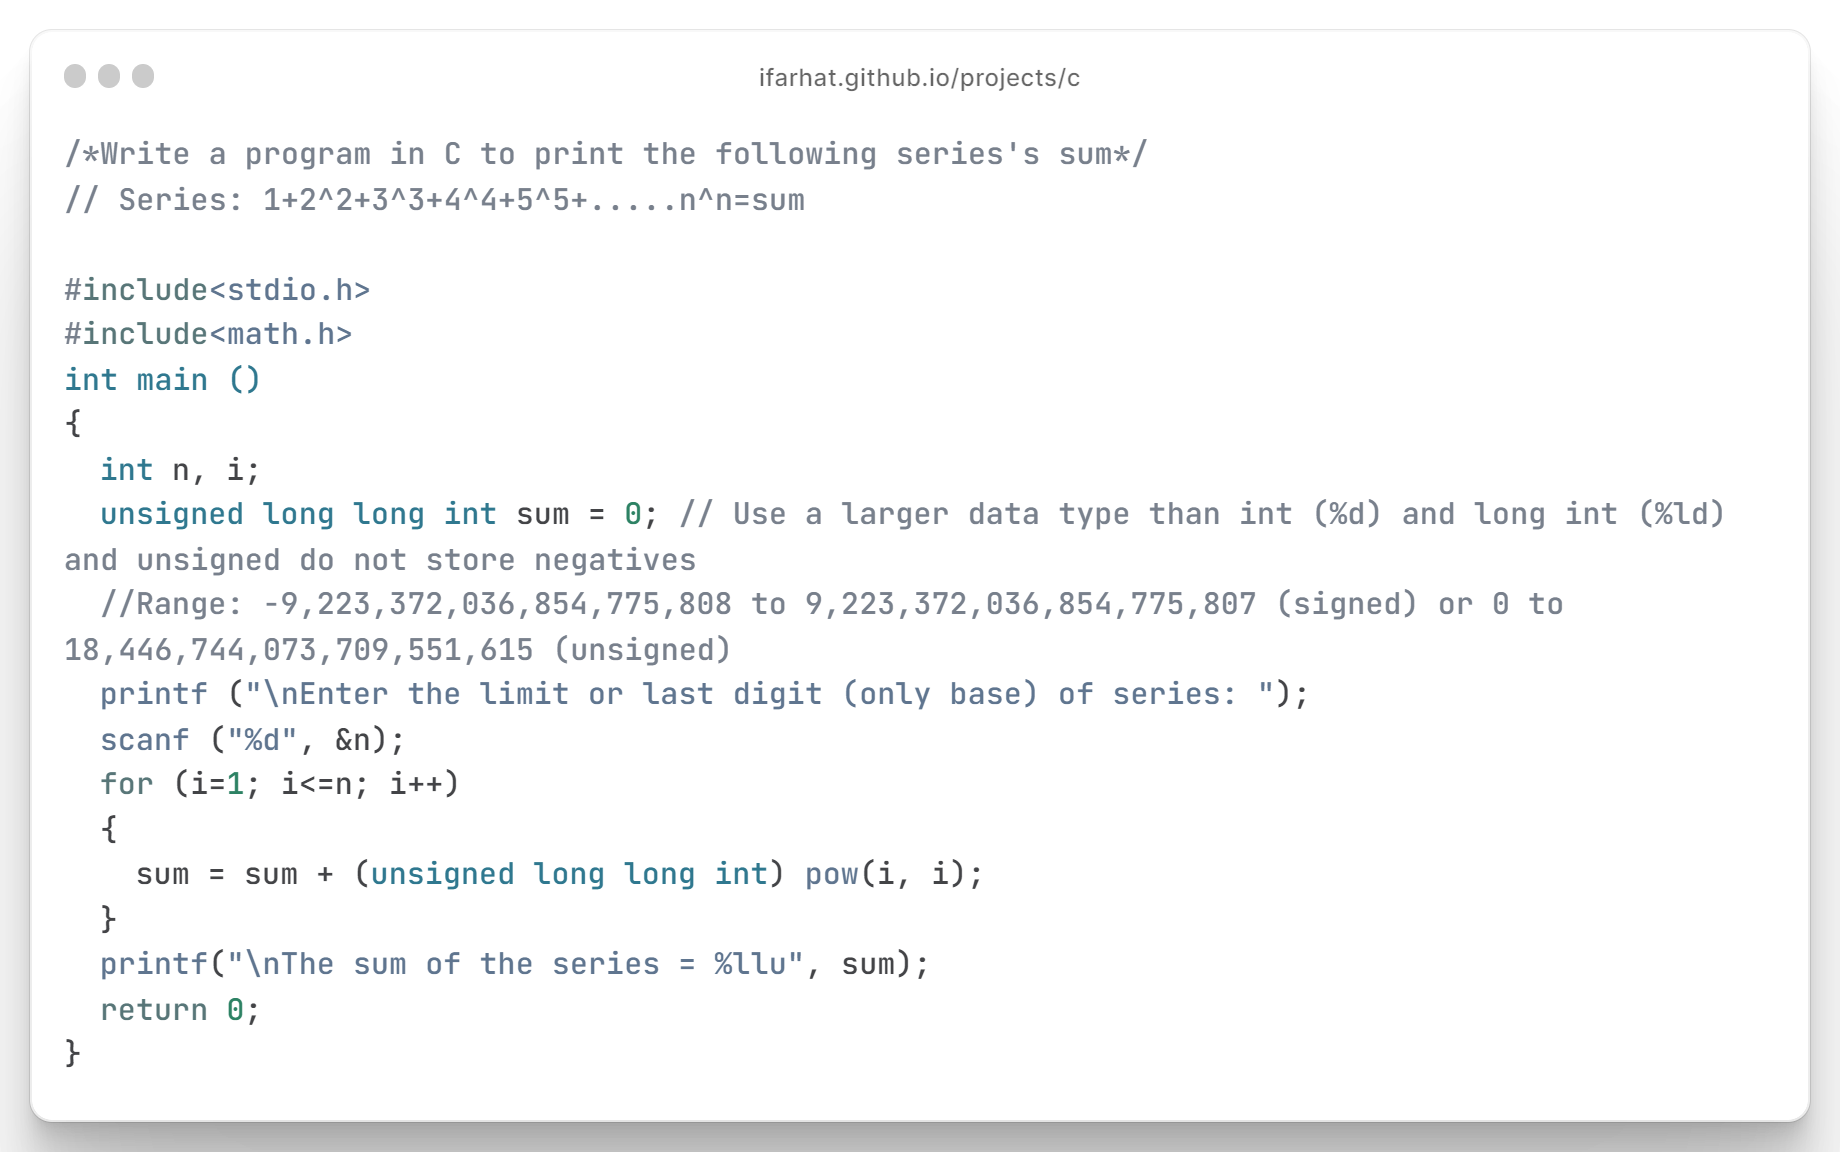 ifarhat.github.io/projects/c
/*Write a program in C to print the following series's sum*/
// Series: 1+2^2+3^3+4^4+5^5+.....n^n=sum

#include<stdio.h>
#include<math.h>
int main ()
{
  int n, i;
  unsigned long long int sum = 0; // Use a larger data type than int (%d) and long int (%ld)
and unsigned do not store negatives
  //Range: -9,223,372,036,854,775,808 to 9,223,372,036,854,775,807 (signed) or 0 to
18,446,744,073,709,551,615 (unsigned)
  printf ("\nEnter the limit or last digit (only base) of series: ");
  scanf ("%d", &n);
  for (i=1; i<=n; i++)
  {
    sum = sum + (unsigned long long int) pow(i, i);
  }
  printf("\nThe sum of the series = %llu", sum);
  return 0;
}